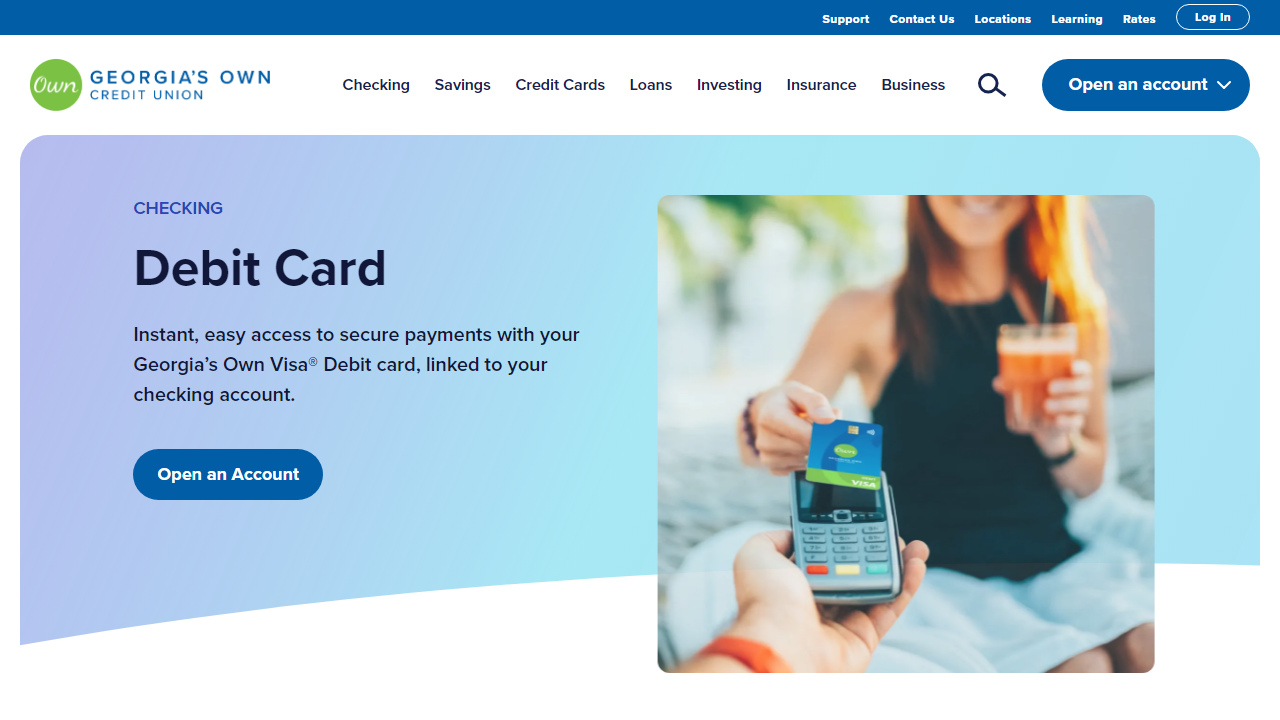 Support Contact Us Locations Learning Rates Log In
Own GEORGIA'S OWN
CREDIT UNION
Checking Savings Credit Cards Loans Investing Insurance Business Open an account
CHECKING
Debit Card
Instant, easy access to secure payments with your
Georgia’s Own Visa® Debit card, linked to your
checking account.
Open an Account
Own
VISA